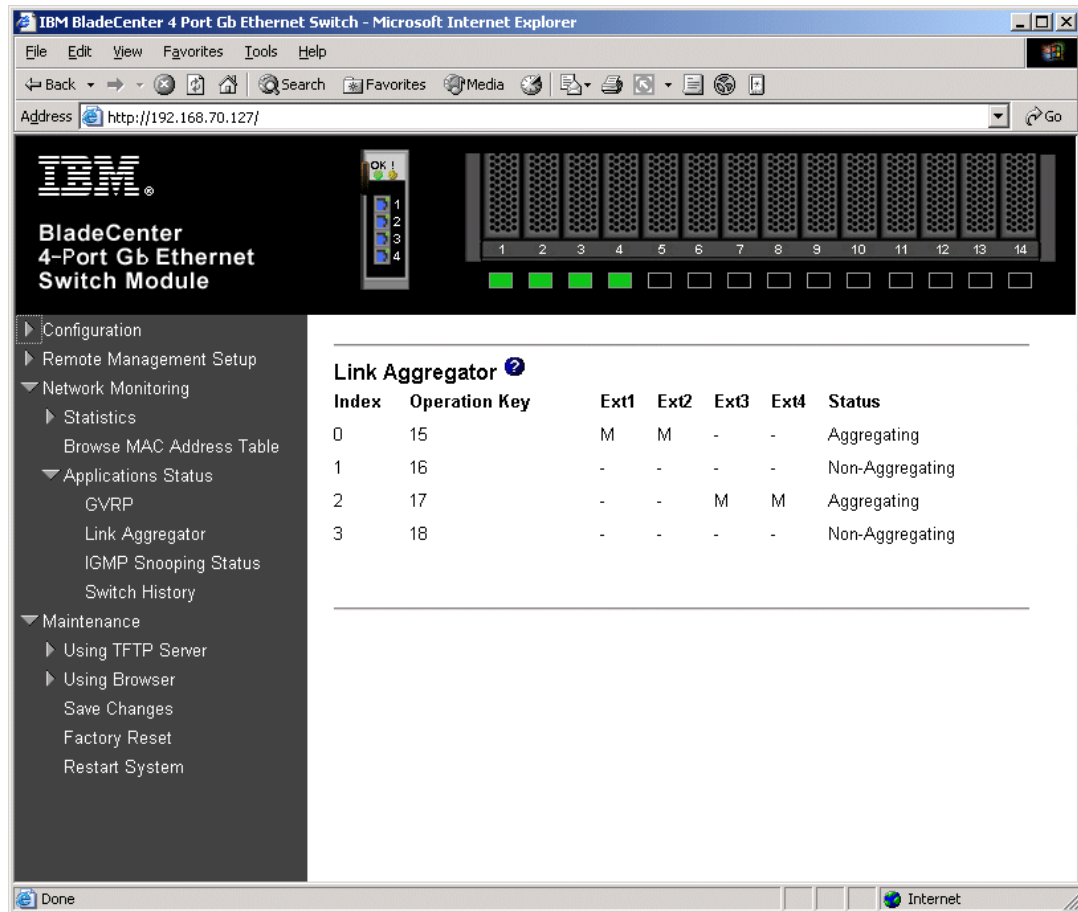 IBM BladeCenter 4 Port Gb Ethernet Switch - Microsoft Internet Explorer
File Edit View Favorites Tools Help
Back Search Favorites Media
Address http://192.168.70.127/ Go
IBM®
BladeCenter
4-Port Gb Ethernet
Switch Module
OK !
1
2
3
4
1 2 3 4 5 6 7 8 9 10 11 12 13 14
Configuration
Remote Management Setup
Network Monitoring
Statistics
Browse MAC Address Table
Applications Status
GVRP
Link Aggregator
IGMP Snooping Status
Switch History
Maintenance
Using TFTP Server
Using Browser
Save Changes
Factory Reset
Restart System
Link Aggregator ?
Index Operation Key Ext1 Ext2 Ext3 Ext4 Status
0 15 M M - - Aggregating
1 16 - - - - Non-Aggregating
2 17 - - M M Aggregating
3 18 - - - - Non-Aggregating
Done Internet